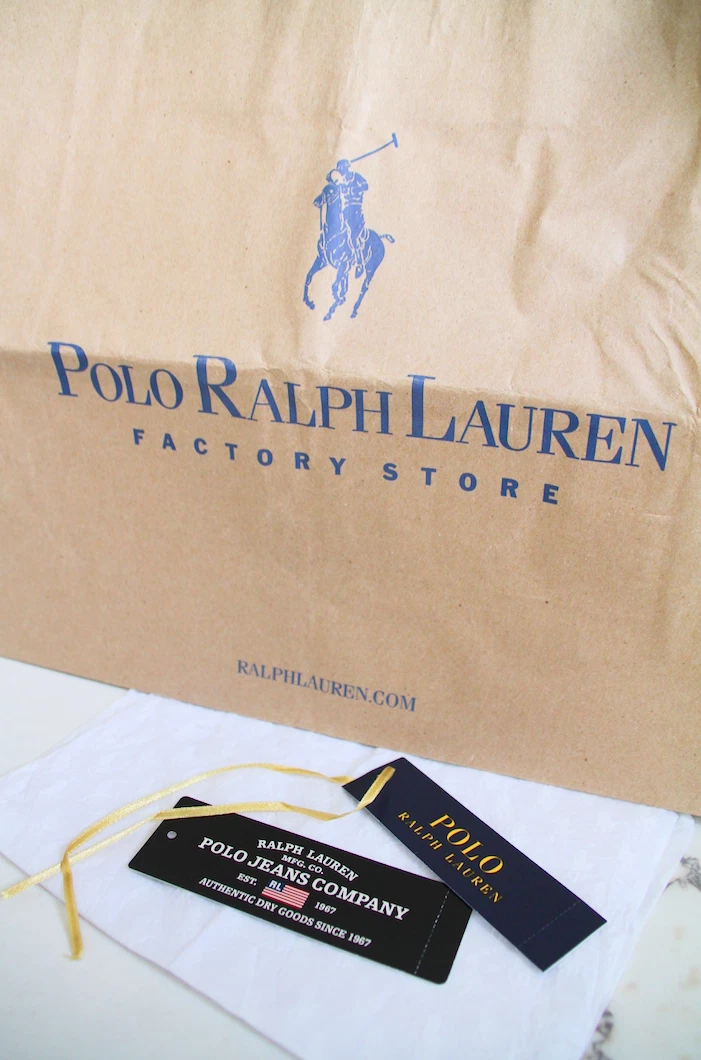 POLO RALPH LAUREN
FACTORY STORE
RALPHLAUREN.COM
RALPH LAUREN
MFG. CO.
POLO JEANS COMPANY
EST. RL 1967
AUTHENTIC DRY GOODS SINCE 1967
POLO
RALPH LAUREN